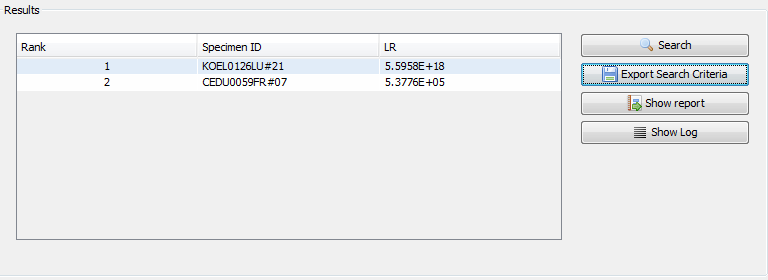 Results
Rank Specimen ID LR
1 KOEL0126LU#21 5.5958E+18
2 CEDU0059FR#07 5.3776E+05
Search
Export Search Criteria
Show report
Show Log